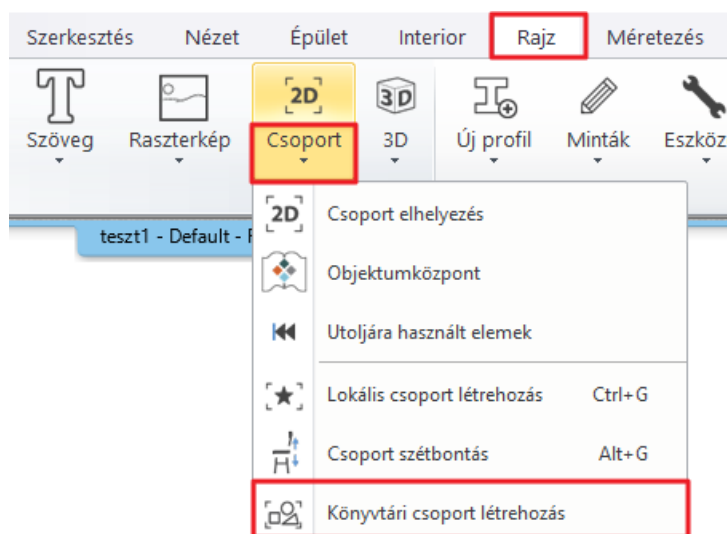 Szerkesztés Nézet Épület Interior Rajz Méretezés
2D 3D
Szöveg Raszterkép Csoport 3D Új profil Minták Eszköz
teszt1 - Default -
2D Csoport elhelyezés
Objektumközpont
Utoljára használt elemek
Lokális csoport létrehozás Ctrl+G
Csoport szétbontás Alt+G
Könyvtári csoport létrehozás